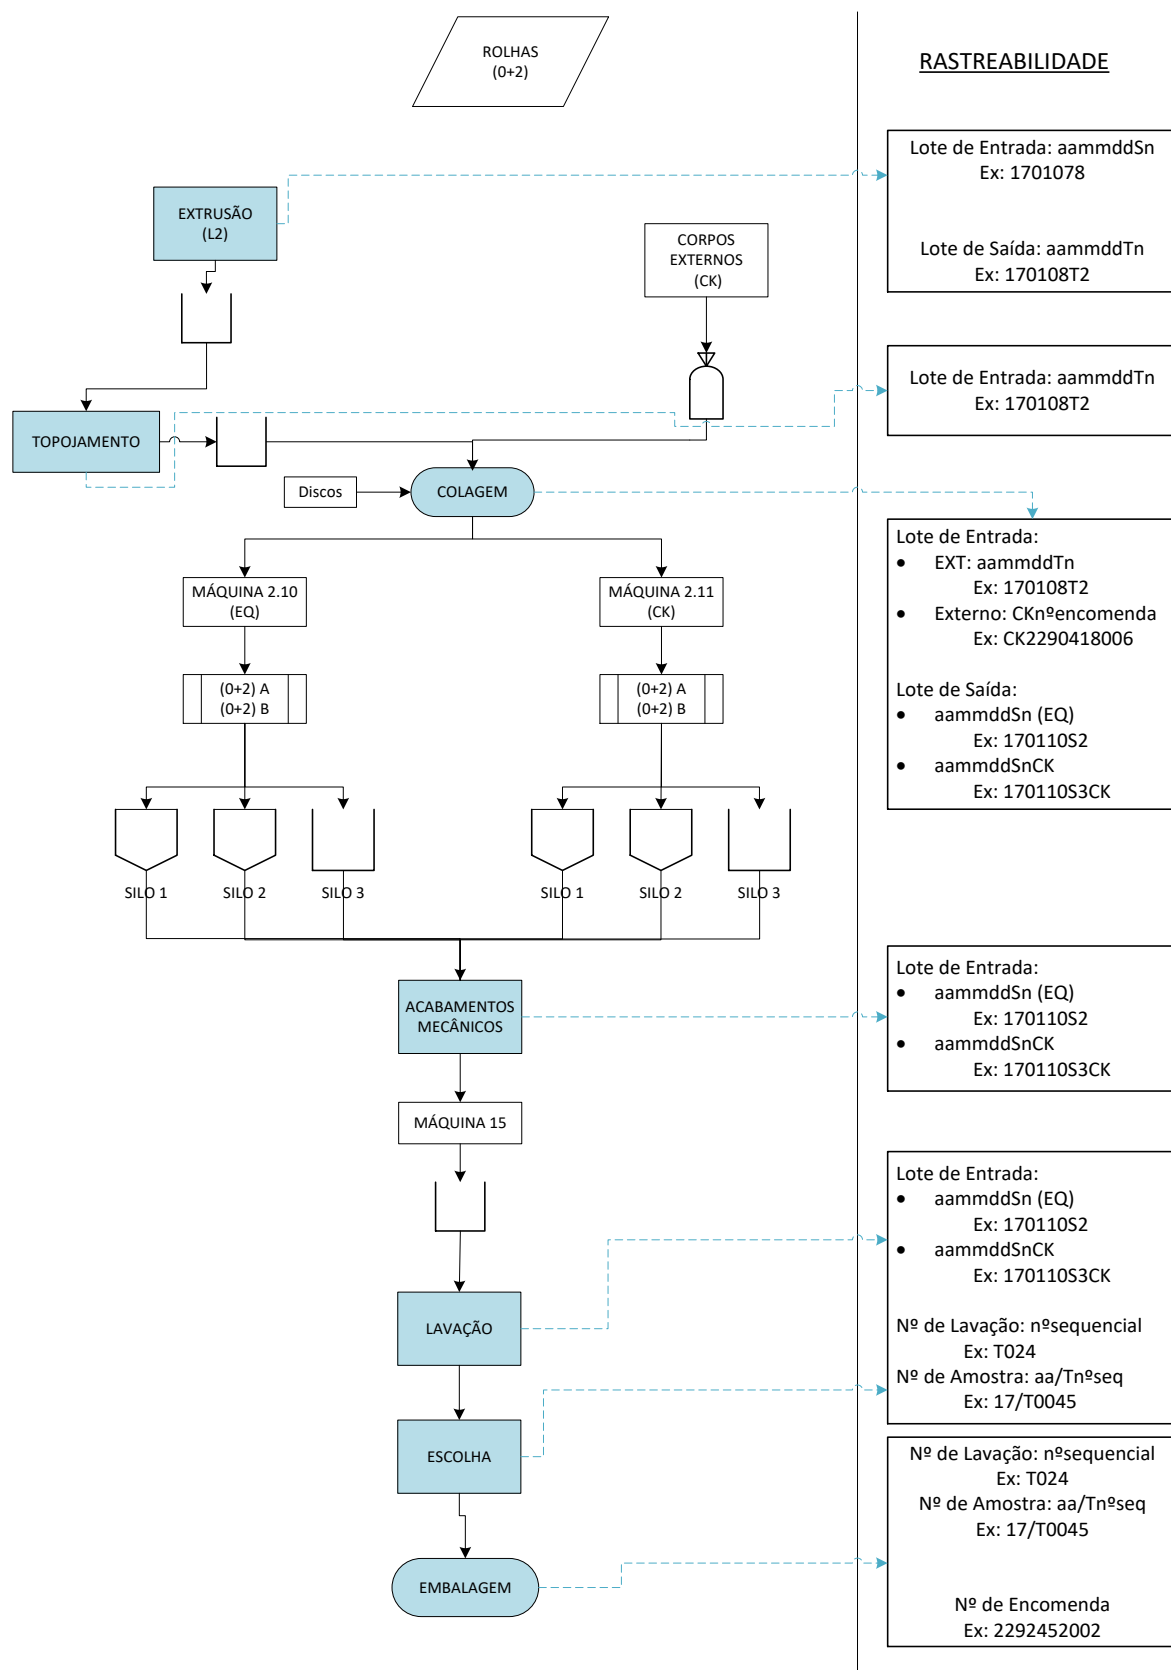 ROLHAS
(0+2)
RASTREABILIDADE
Lote de Entrada: aammddSn
Ex: 1701078
Lote de Saída: aammddTn
Ex: 170108T2
EXTRUSÃO
(L2)
CORPOS
EXTERNOS
(CK)
Lote de Entrada: aammddTn
Ex: 170108T2
TOPOJAMENTO
Discos
COLAGEM
Lote de Entrada:
• EXT: aammddTn
Ex: 170108T2
• Externo: CKnºencomenda
Ex: CK2290418006
Lote de Saída:
• aammddSn (EQ)
Ex: 170110S2
• aammddSnCK
Ex: 170110S3CK
MÁQUINA 2.10
(EQ)
MÁQUINA 2.11
(CK)
(0+2) A
(0+2) B
(0+2) A
(0+2) B
SILO 1
SILO 2
SILO 3
SILO 1
SILO 2
SILO 3
ACABAMENTOS
MECÂNICOS
Lote de Entrada:
• aammddSn (EQ)
Ex: 170110S2
• aammddSnCK
Ex: 170110S3CK
MÁQUINA 15
Lote de Entrada:
• aammddSn (EQ)
Ex: 170110S2
• aammddSnCK
Ex: 170110S3CK
Nº de Lavação: nºsequencial
Ex: T024
Nº de Amostra: aa/Tnºseq
Ex: 17/T0045
LAVAÇÃO
ESCOLHA
Nº de Lavação: nºsequencial
Ex: T024
Nº de Amostra: aa/Tnºseq
Ex: 17/T0045
Nº de Encomenda
Ex: 2292452002
EMBALAGEM